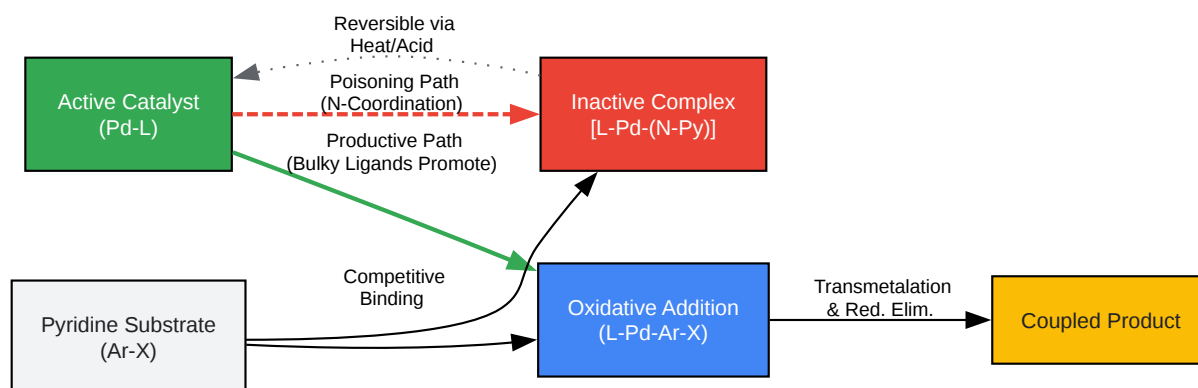 Reversible via
Heat/Acid
Active Catalyst
(Pd-L)
Poisoning Path
(N-Coordination)
Inactive Complex
[L-Pd-(N-Py)]
Productive Path
(Bulky Ligands Promote)
Competitive
Binding
Pyridine Substrate
(Ar-X)
Oxidative Addition
(L-Pd-Ar-X)
Transmetalation
& Red. Elim.
Coupled Product